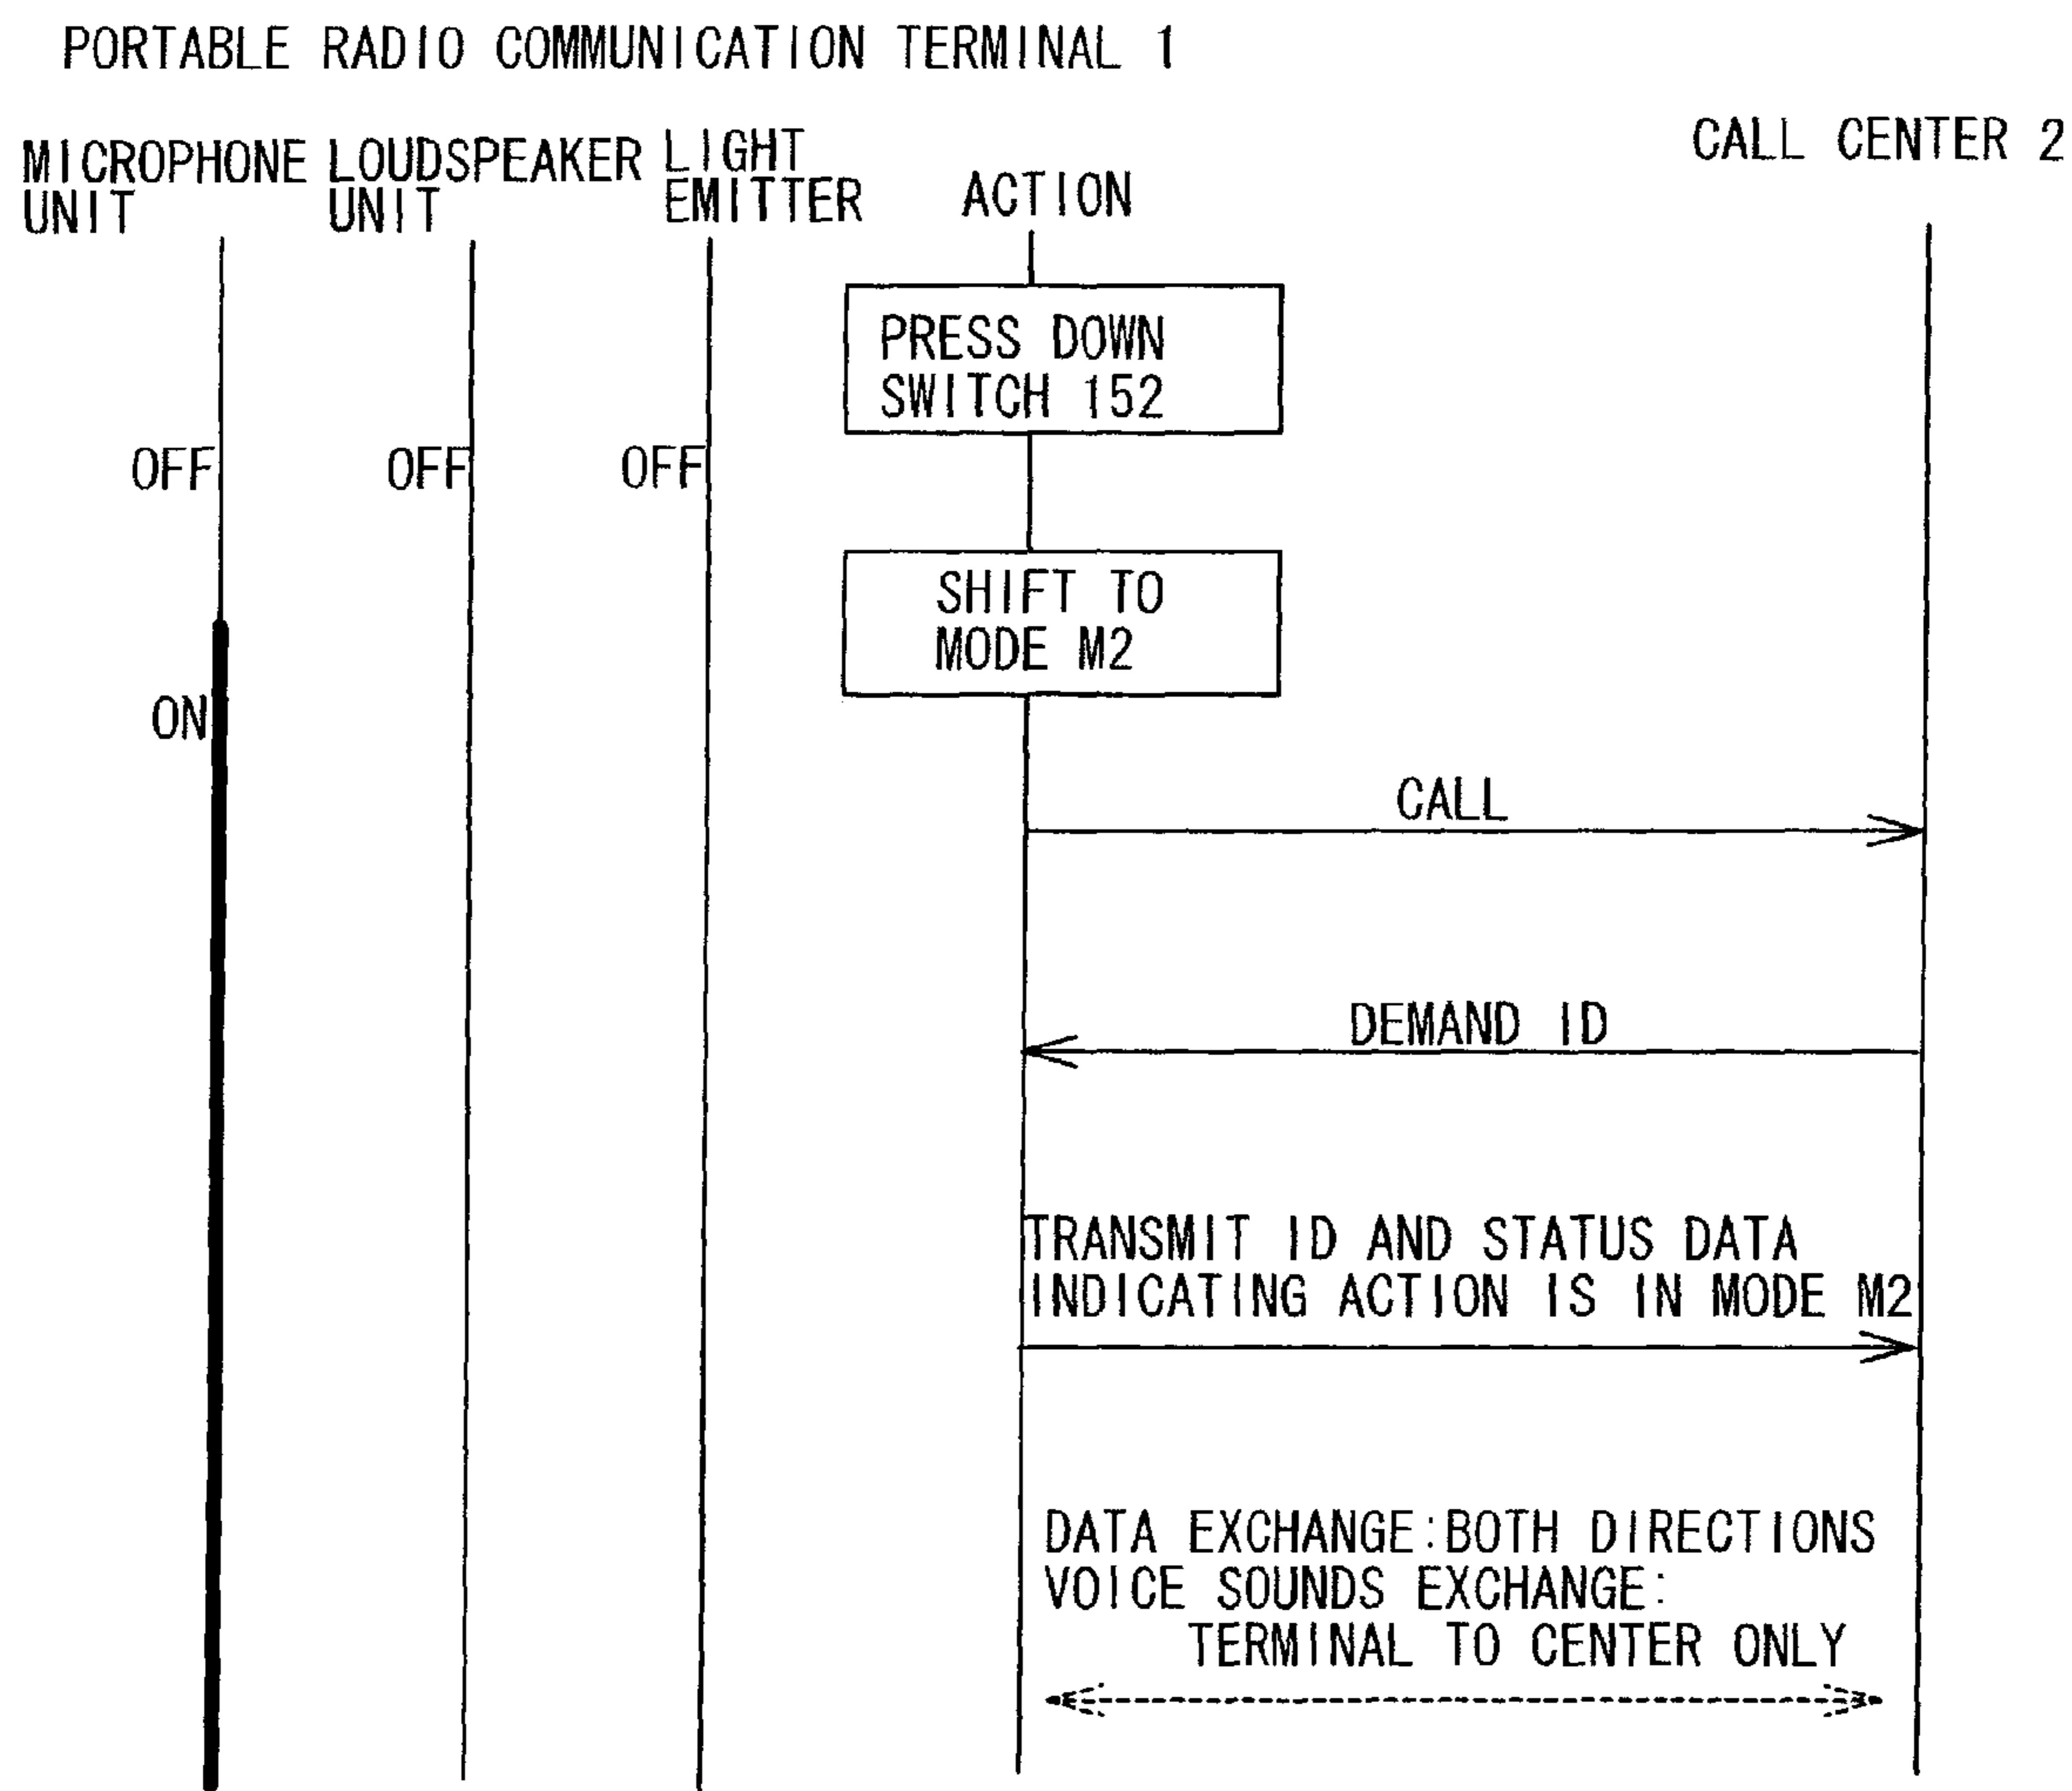 PORTABLE RADIO COMMUNICATION TERMINAL 1
CALL CENTER 2
MICROPHONE UNIT
LOUDSPEAKER UNIT
LIGHT EMITTER
ACTION
PRESS DOWN
SWITCH 152
OFF
OFF
OFF
SHIFT TO
MODE M2
ON
CALL
DEMAND ID
TRANSMIT ID AND STATUS DATA
INDICATING ACTION IS IN MODE M2
DATA EXCHANGE:BOTH DIRECTIONS
VOICE SOUNDS EXCHANGE:
TERMINAL TO CENTER ONLY